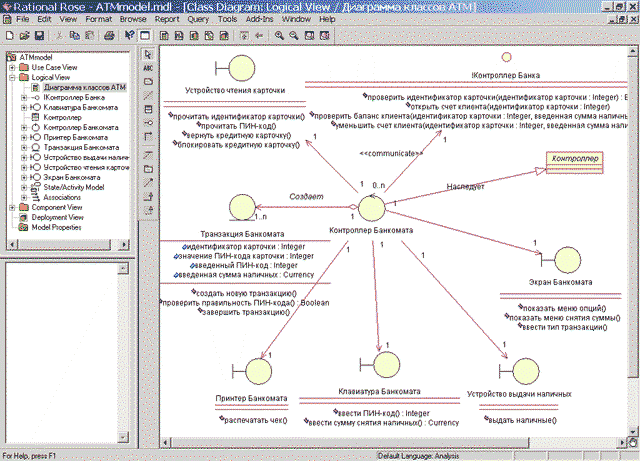 Rational Rose - ATMmodel.mdl - [Class Diagram: Logical View / Диаграмма классов ATM]
File Edit View Format Browse Report Query Tools Add-Ins Window Help
ATMmodel
Use Case View
Logical View
Диаграмма классов ATM
IКонтроллер Банка
Клавиатура Банкомата
Контроллер
Контроллер Банкомата
Принтер Банкомата
Транзакция Банкомата
Устройство выдачи налич
Устройство чтения картом
Экран Банкомата
State/Activity Model
Associations
Component View
Deployment View
Model Properties
ABC
Устройство чтения карточки
прочитать идентификатор карточки()
прочитать ПИН-код()
вернуть кредитную карточку()
блокировать кредитную карточку()
IКонтроллер Банка
проверить идентификатор карточки(идентификатор карточки : Integer) : B
открыть счет клиента(идентификатор карточки : Integer)
проверить баланс клиента(идентификатор карточки : Integer, введенная сумма наличн
уменьшить счет клиента(идентификатор карточки : Integer, введенная сумма налич
1
1
<<communicate>>
Контроллер
1
0..n
Наследует
Создает
1..n
1
1
Транзакция Банкомата
идентификатор карточки : Integer
значение ПИН-кода карточки : Integer
введенный ПИН-код : Integer
введенная сумма наличных : Currency
создать новую транзакцию()
проверить правильность ПИН-кода() : Boolean
завершить транзакцию()
Контроллер Банкомата
1
1
1
1
Экран Банкомата
показать меню опций()
показать меню снятия суммы()
ввести тип транзакции()
1
1
1
Принтер Банкомата
распечатать чек()
Клавиатура Банкомата
ввести ПИН-код() : Integer
ввести сумму снятия наличных() : Currency
Устройство выдачи наличных
выдать наличные()
For Help, press F1
Default Language: Analysis